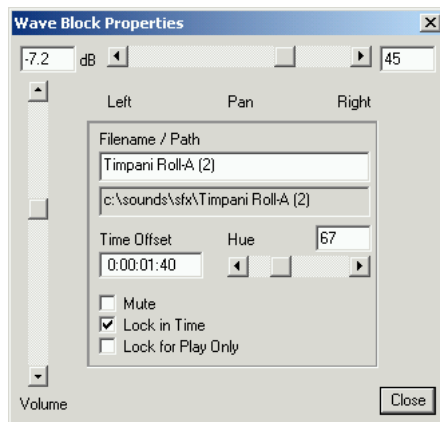 Wave Block Properties
-7.2 dB 45
Left Pan Right
Filename / Path
Timpani Roll-A (2)
c:\sounds\sfx\Timpani Roll-A (2)
Time Offset Hue 67
0:00:01:40
Mute
Lock in Time
Lock for Play Only
Volume Close